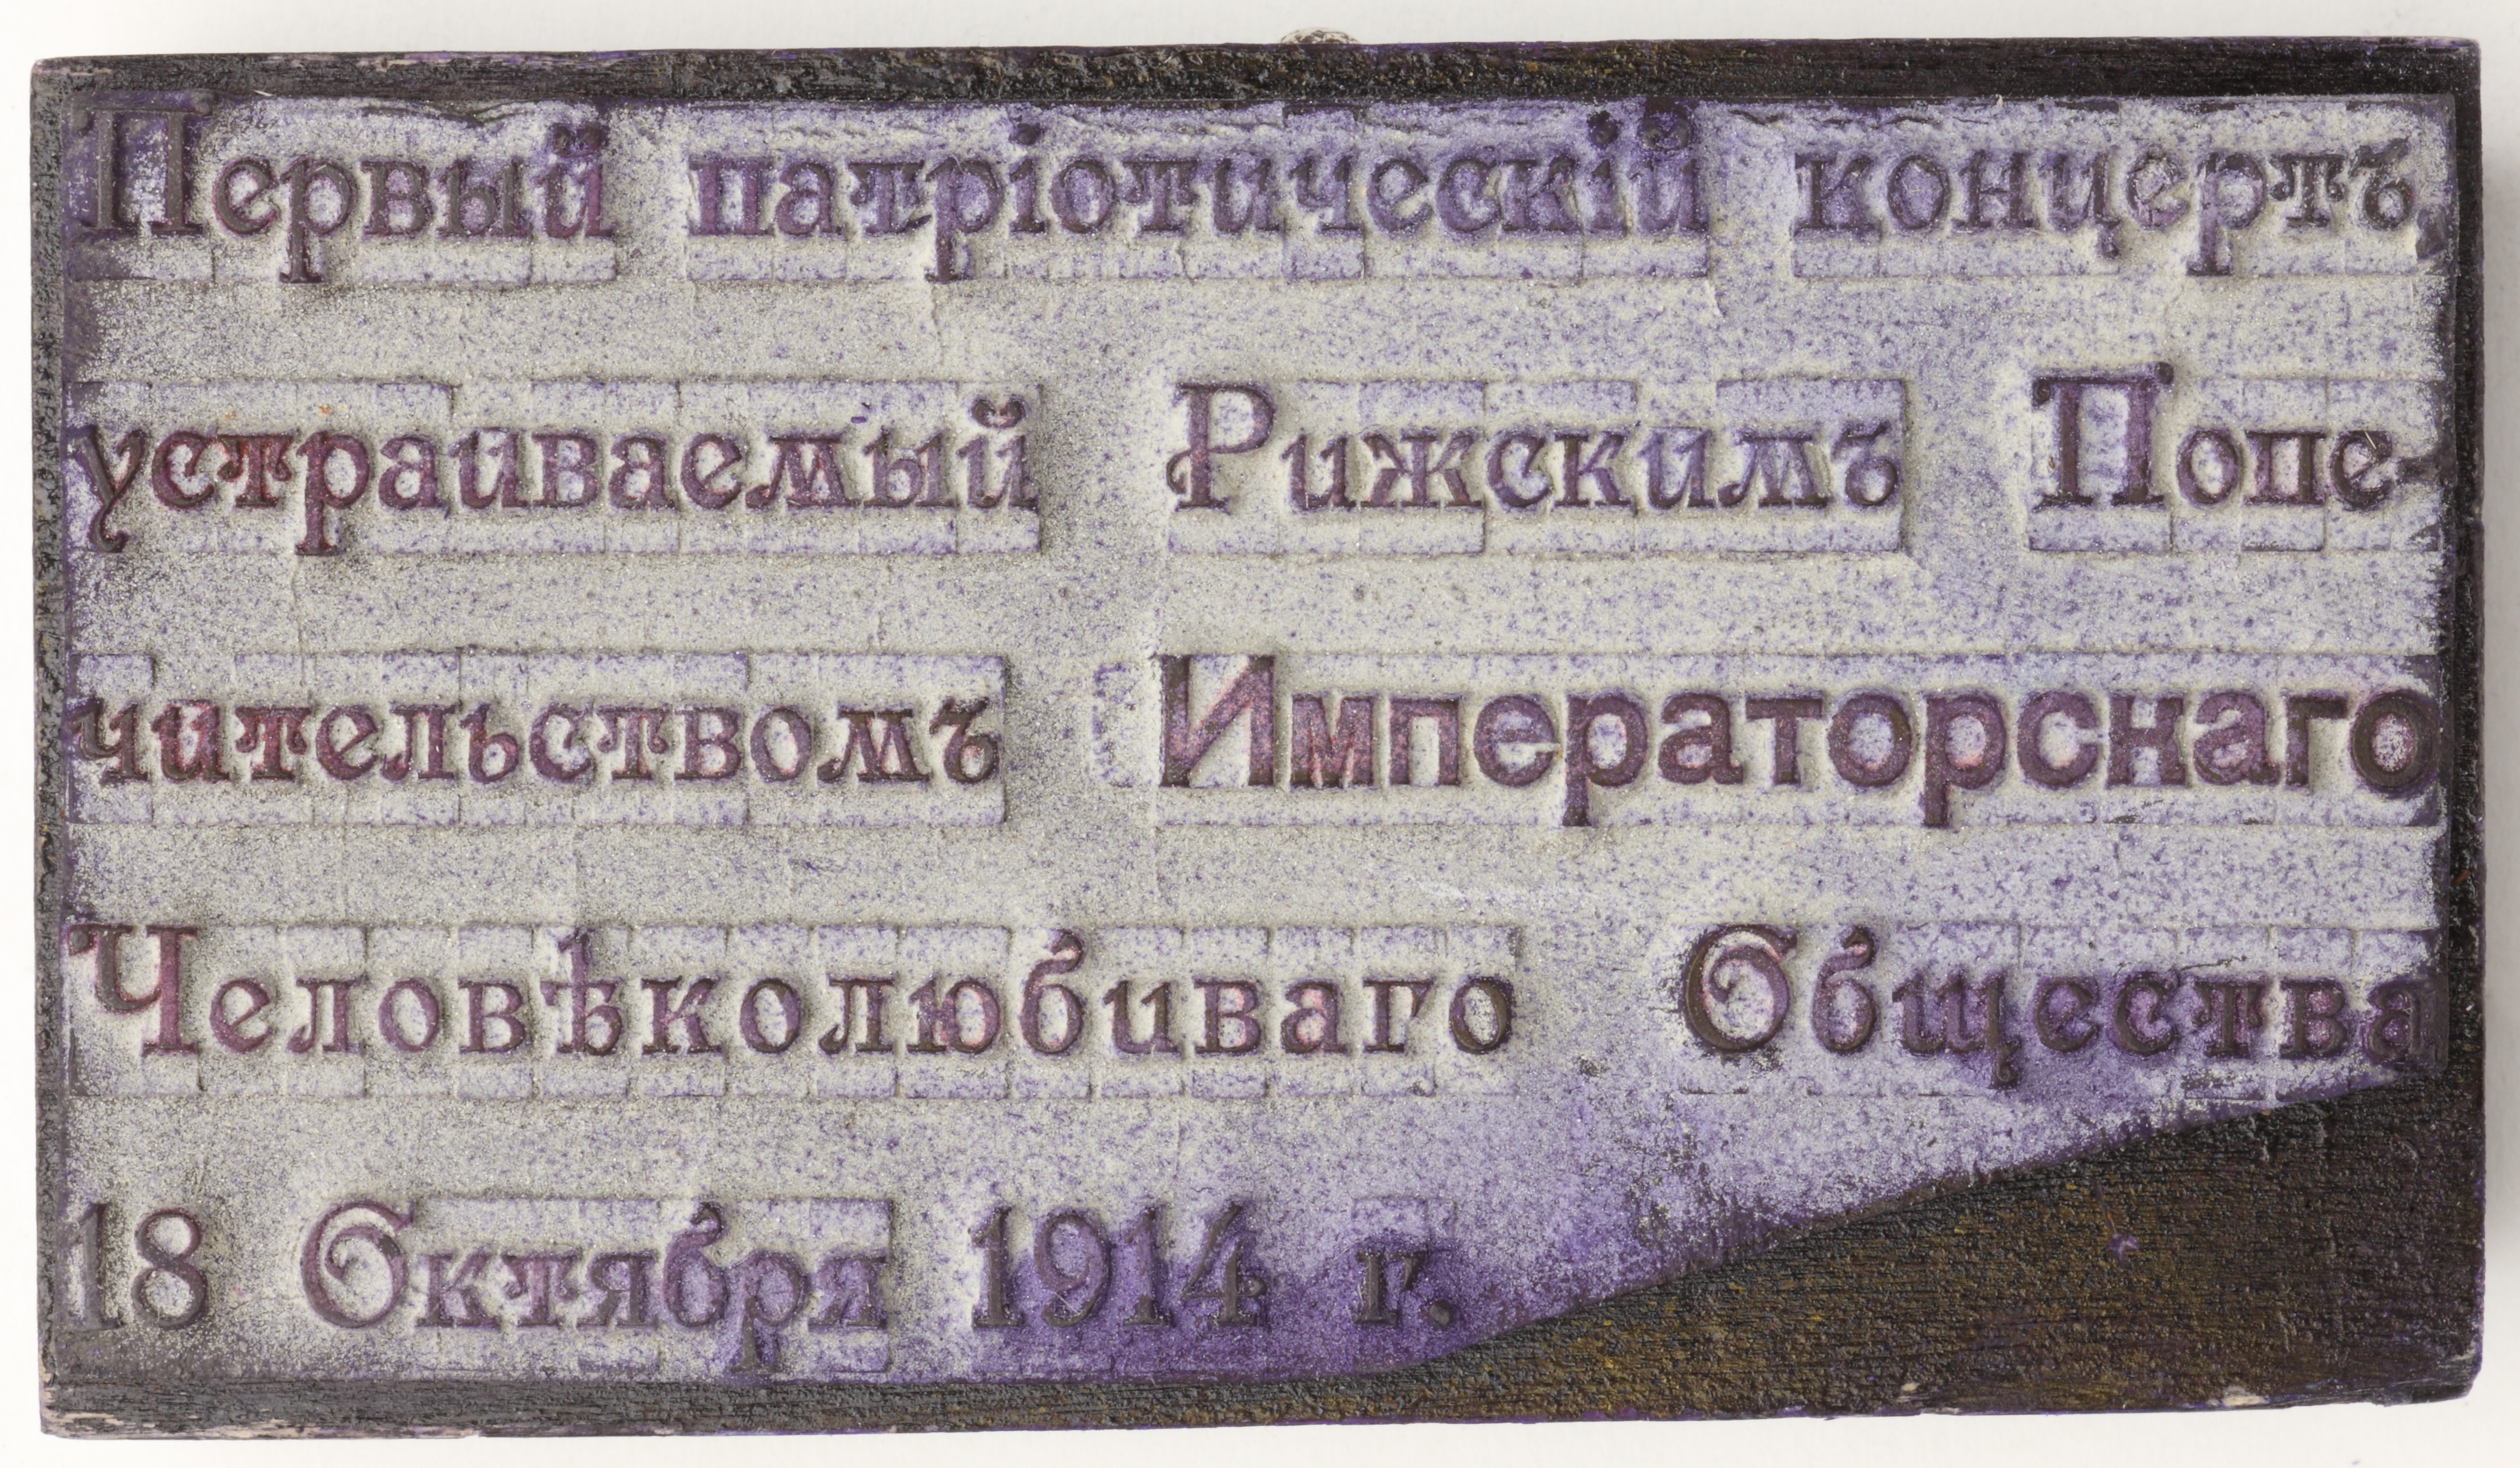 Первый патріотическій концертъ
устраиваемый Рижскимъ Попе-
чительствомъ Императорснаго
Человѣколюбиваго Общества
18 Октября 1914 г.